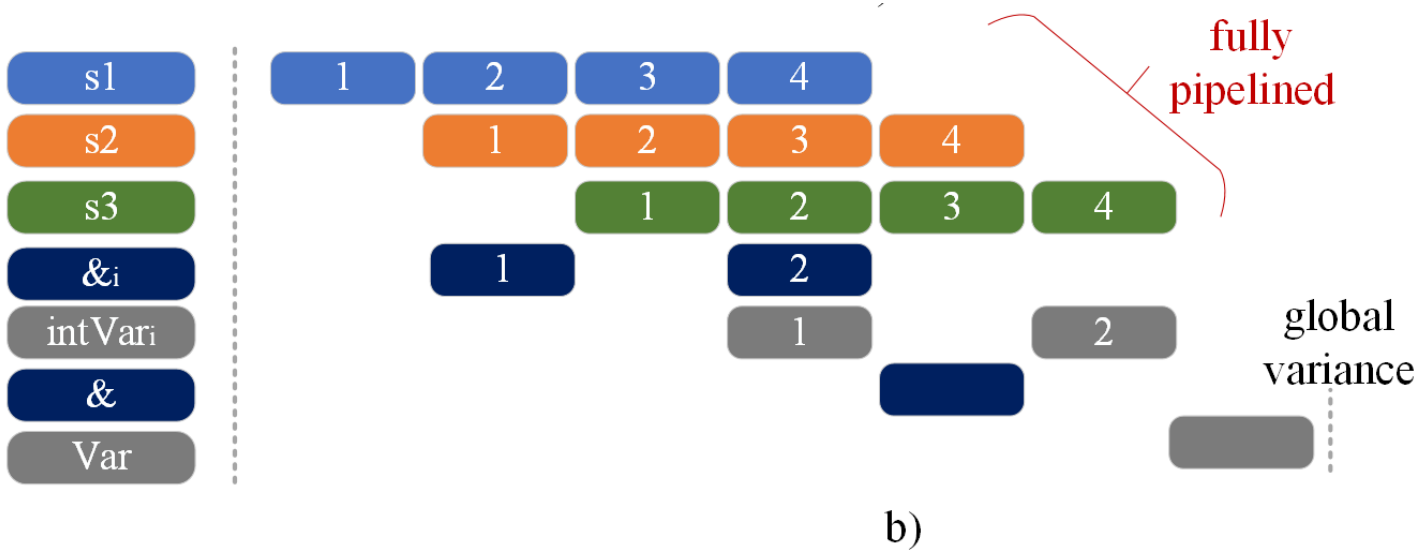 fully
pipelined
s1 1 2 3 4
s2 1 2 3 4
s3 1 2 3 4
&i 1 2
intVari 1 2
global
variance
&
Var
b)